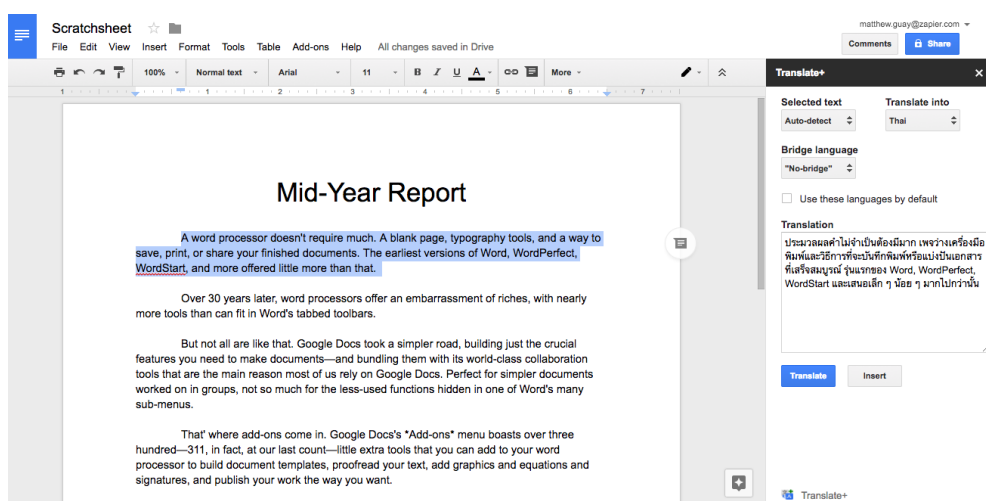 matthew.guay@zapier.com
Scratchsheet
File Edit View Insert Format Tools Table Add-ons Help All changes saved in Drive
Comments
Share
100% Normal text Arial 11 B I U A More
1 1 2 3 4 5 6 7
Mid-Year Report
A word processor doesn't require much. A blank page, typography tools, and a way to
save, print, or share your finished documents. The earliest versions of Word, WordPerfect,
WordStart, and more offered little more than that.
Over 30 years later, word processors offer an embarrassment of riches, with nearly
more tools than can fit in Word's tabbed toolbars.
But not all are like that. Google Docs took a simpler road, building just the crucial
features you need to make documents—and bundling them with its world-class collaboration
tools that are the main reason most of us rely on Google Docs. Perfect for simpler documents
worked on in groups, not so much for the less-used functions hidden in one of Word's many
sub-menus.
That' where add-ons come in. Google Docs's *Add-ons* menu boasts over three
hundred—311, in fact, at our last count—little extra tools that you can add to your word
processor to build document templates, proofread your text, add graphics and equations and
signatures, and publish your work the way you want.
Translate+
Selected text Translate into
Auto-detect Thai
Bridge language
"No-bridge"
Use these languages by default
Translation
ประมวลผลคำไม่จำเป็นต้องมีมาก เพจว่างเครื่องมือ
พิมพ์และวิธีการที่จะบันทึกพิมพ์หรือแบ่งปันเอกสาร
ที่เสร็จสมบูรณ์ รุ่นแรกของ Word, WordPerfect,
WordStart และเสนอเล็ก ๆ น้อย ๆ มากไปกว่านั้น
Translate Insert
Translate+